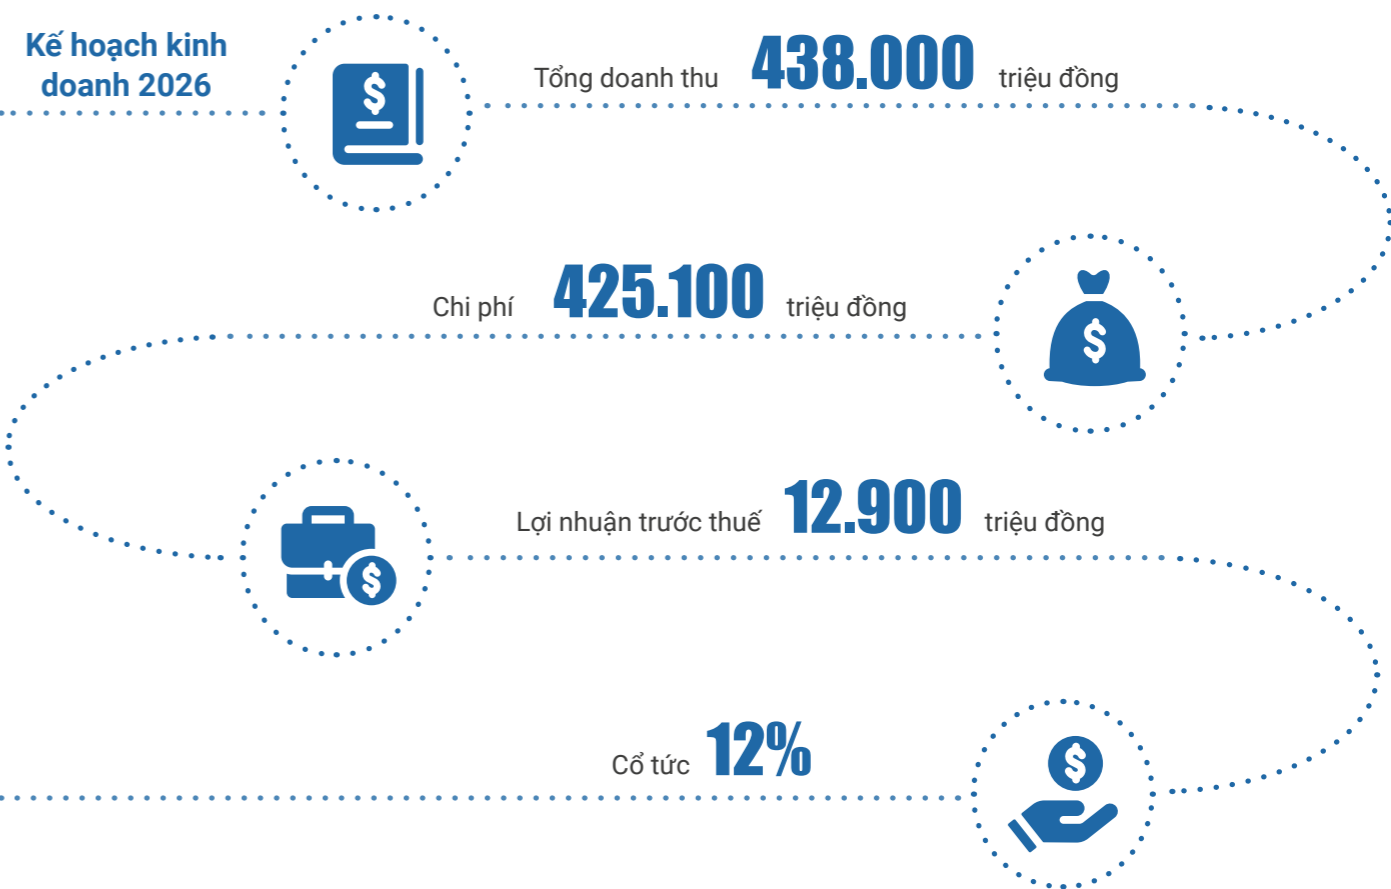 Kế hoạch kinh
doanh 2026
Tổng doanh thu 438.000 triệu đồng
Chi phí 425.100 triệu đồng
Lợi nhuận trước thuế 12.900 triệu đồng
Cổ tức 12%